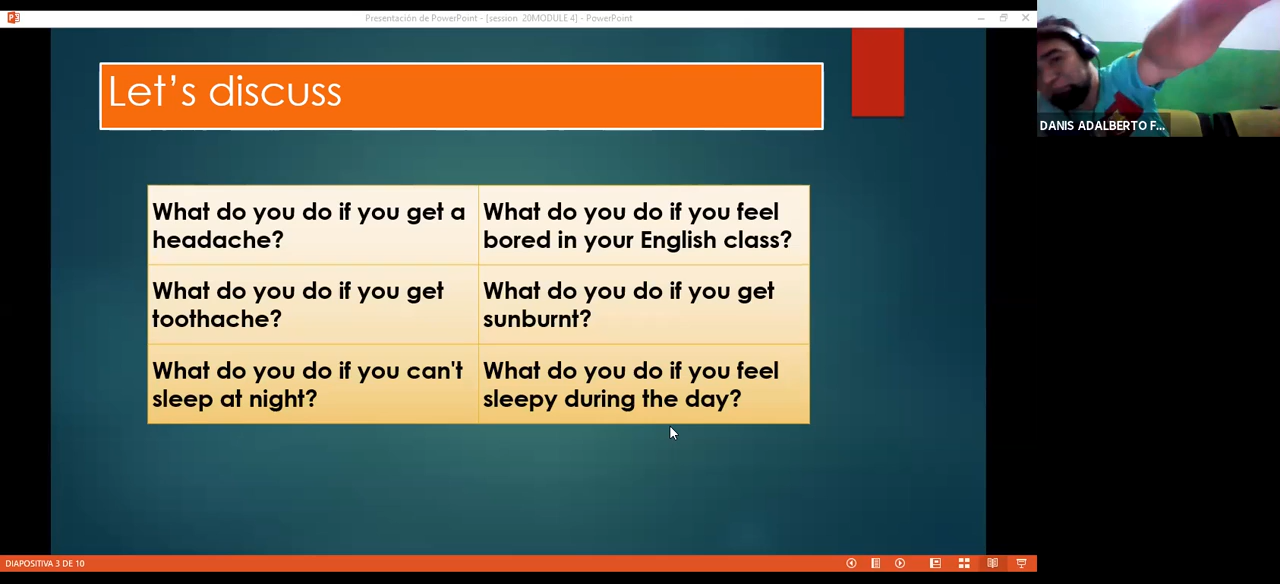 Presentación de PowerPoint - [session 20MODULE 4] - PowerPoint
DANIS ADALBERTO F...
Let's discuss
What do you do if you get a
headache?
What do you do if you feel
bored in your English class?
What do you do if you get
toothache?
What do you do if you get
sunburnt?
What do you do if you can't
sleep at night?
What do you do if you feel
sleepy during the day?
DIAPOSITIVA 3 DE 10